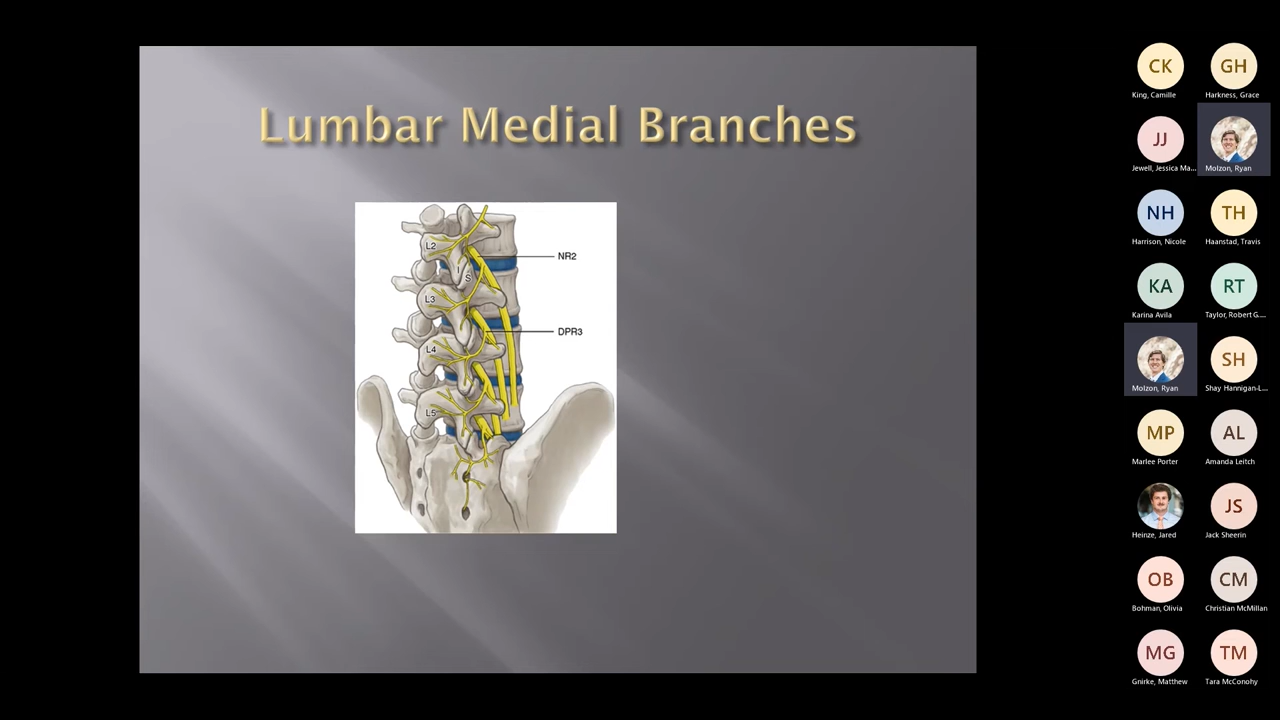 Lumbar Medial Branches
L2
NR2
I
S
L3
DPR3
L4
L5
CK
GH
King, Camille
Harkness, Grace
JJ
Jewell, Jessica Ma...
Molzon, Ryan
NH
TH
Harrison, Nicole
Haanstad, Travis
KA
RT
Karina Avila
Taylor, Robert G....
SH
Molzon, Ryan
Shay Hannigan-L...
MP
AL
Marlee Porter
Amanda Leitch
JS
Heinze, Jared
Jack Sheerin
OB
CM
Bohman, Olivia
Christian McMillan
MG
TM
Gnirke, Matthew
Tara McConohy